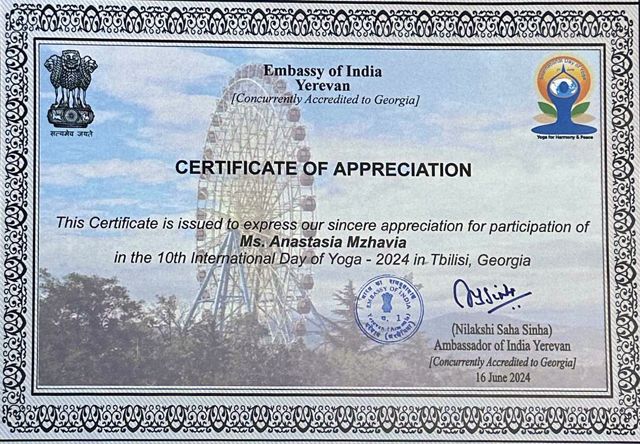 Embassy of India
Yerevan
[Concurrently Accredited to Georgia]
सत्यमेव जयते
Yoga for Harmony & Peace
CERTIFICATE OF APPRECIATION
This Certificate is issued to express our sincere appreciation for participation of
Ms. Anastasia Mzhavia
in the 10th International Day of Yoga - 2024 in Tbilisi, Georgia
EMBASSY OF INDIA
(Nilakshi Saha Sinha)
Ambassador of India Yerevan
[Concurrently Accredited to Georgia]
16 June 2024